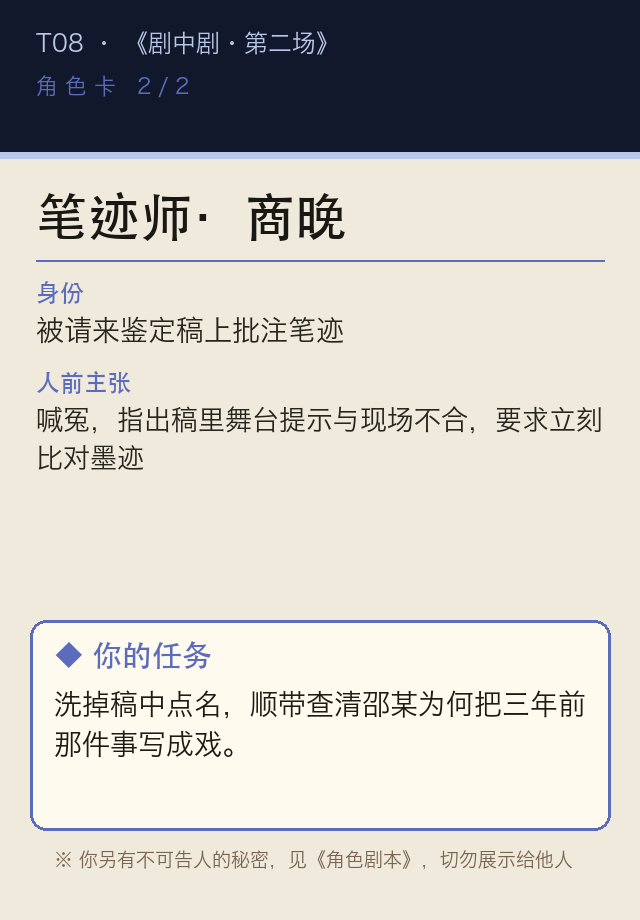 T08 · 《剧中剧·第二场》
角色卡 2/2
笔迹师· 商晚
身份
被请来鉴定稿上批注笔迹
人前主张
喊冤，指出稿里舞台提示与现场不合，要求立刻
比对墨迹
◆ 你的任务
洗掉稿中点名，顺带查清邵某为何把三年前
那件事写成戏。
※ 你另有不可告人的秘密，见《角色剧本》，切勿展示给他人